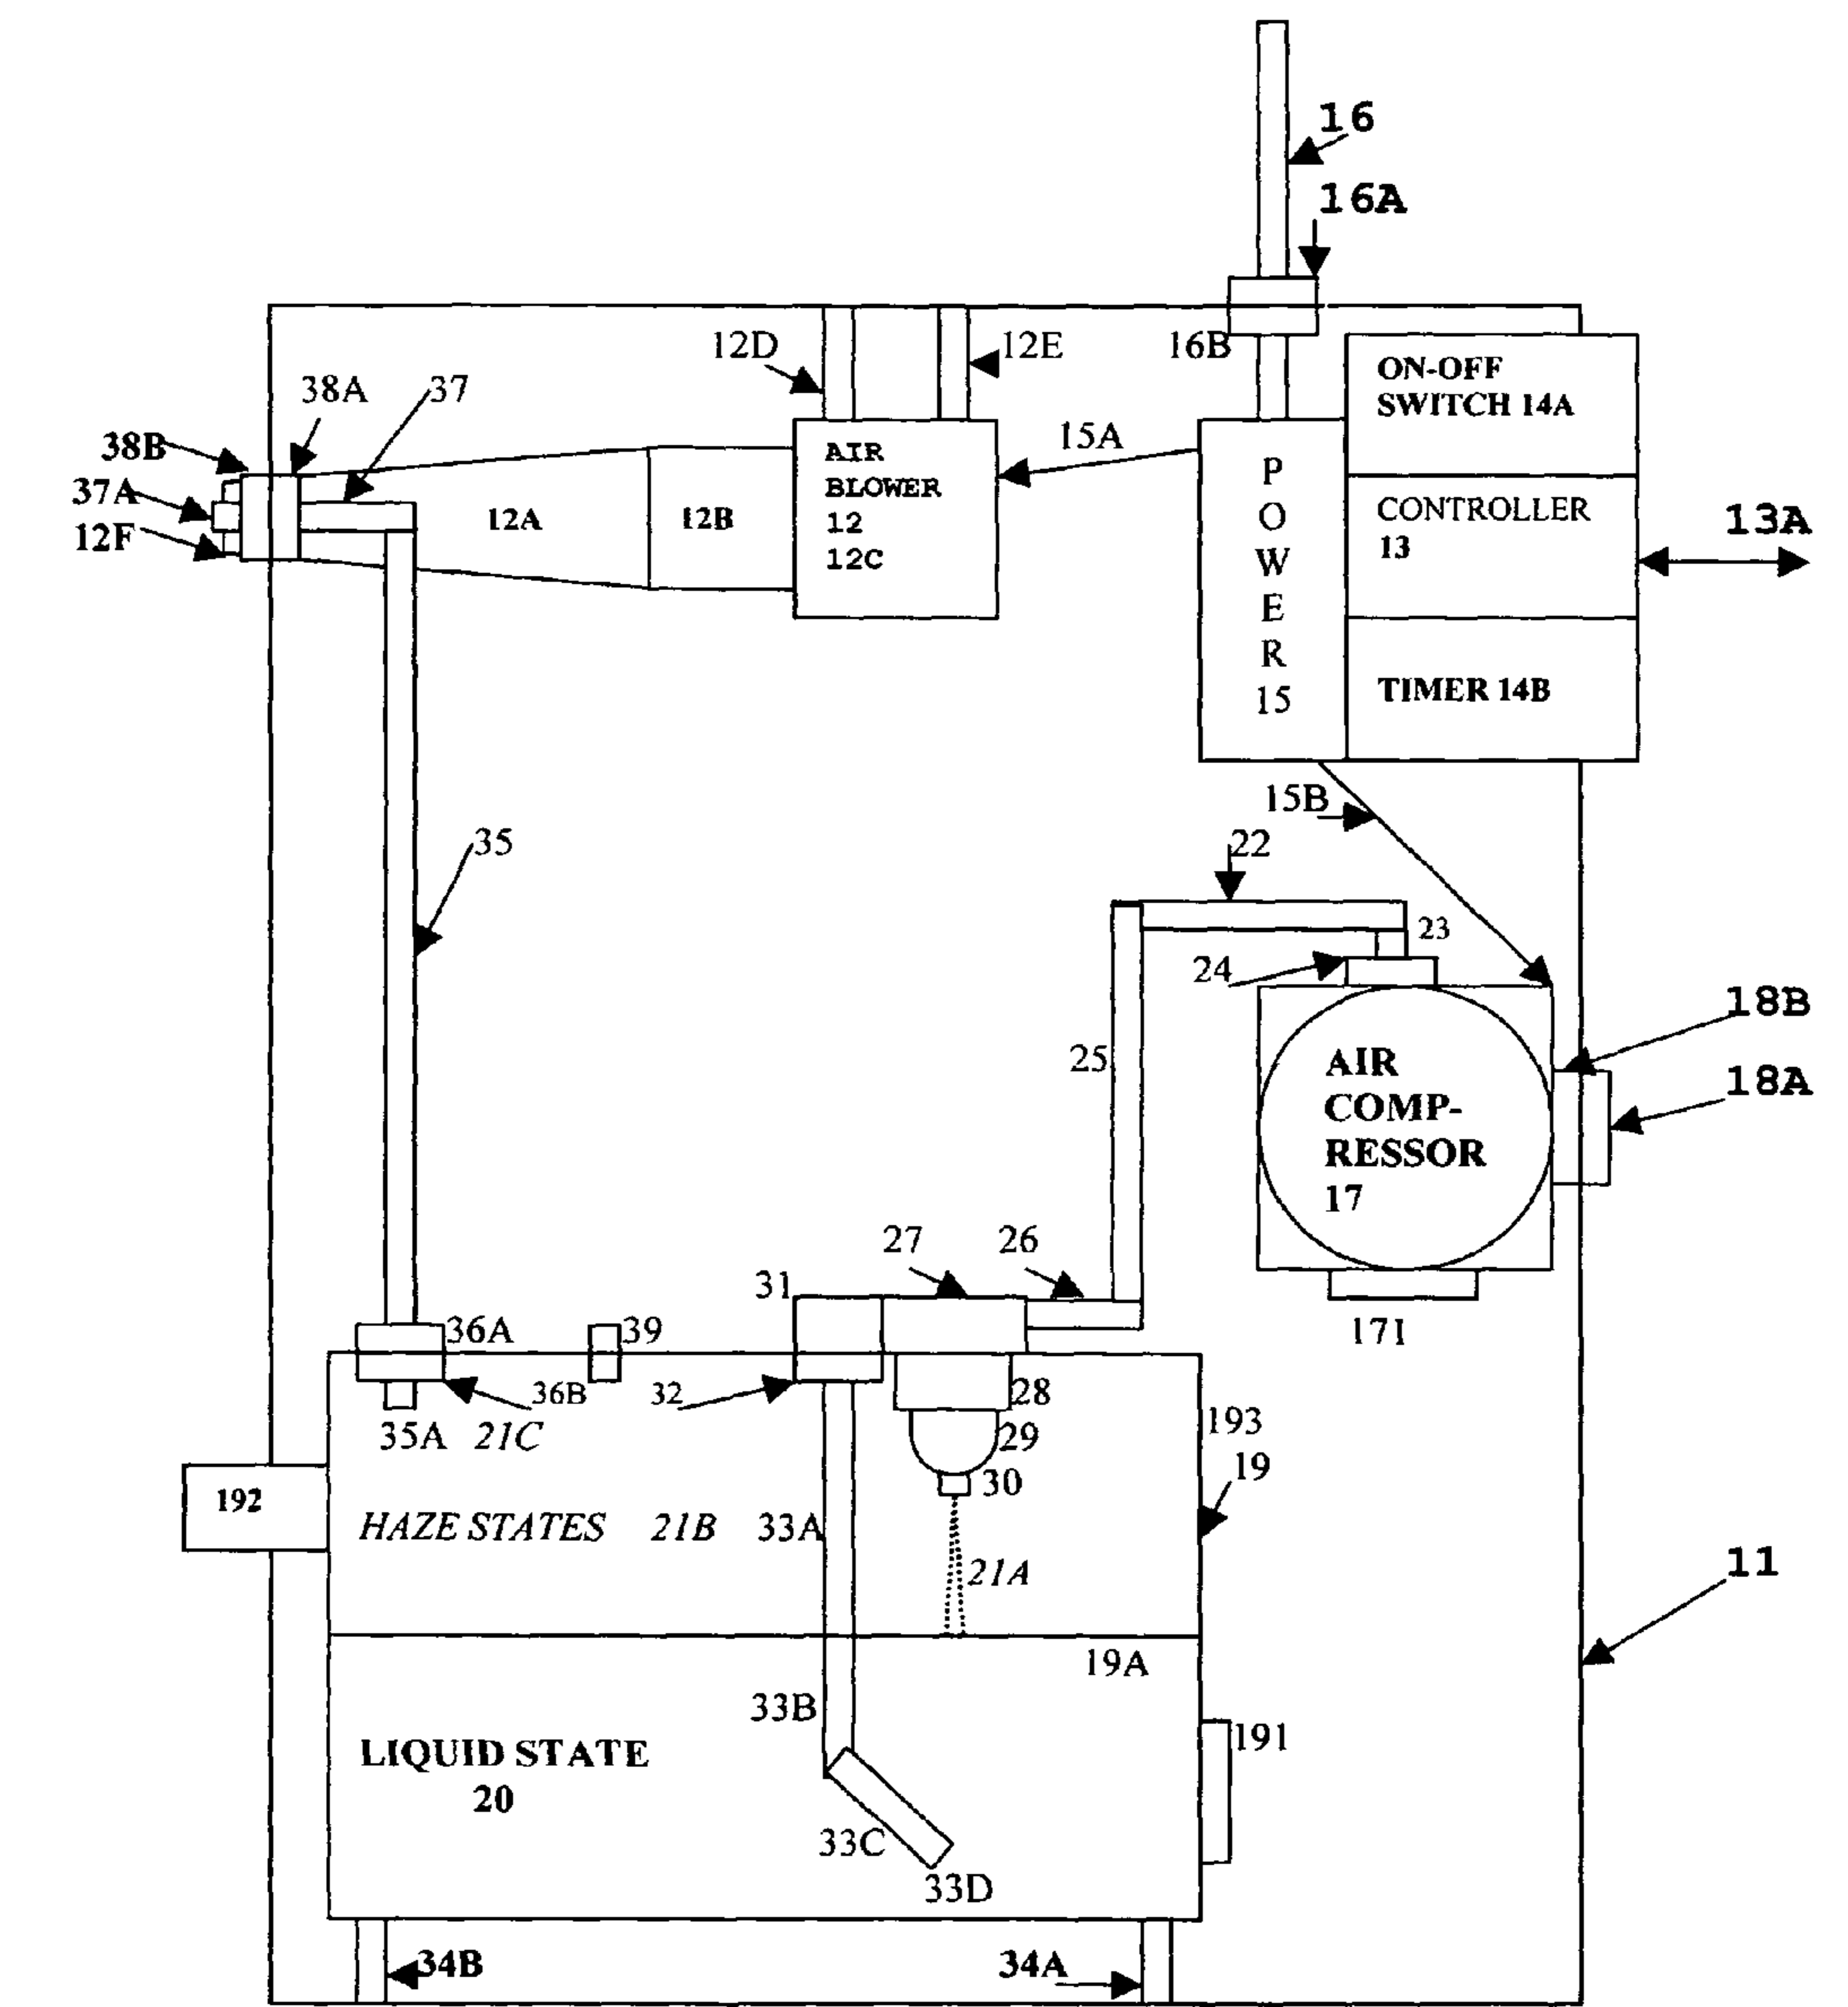 16
16A
12D
12E
16B
ON-OFF
SWITCH 14A
38A
37
38B
15A
AIR
BLOWER
12
12C
P
O
W
E
R
15
37A
12F
12A
12B
CONTROLLER
13
13A
TIMER 14B
15B
35
22
23
24
18B
25
AIR
COMP-
RESSOR
17
18A
27
26
31
36A
39
171
36B
32
28
35A
21C
29
193
19
30
192
HAZE STATES
21B
33A
21A
11
19A
33B
191
LIQUID STATE
20
33C
33D
34B
34A